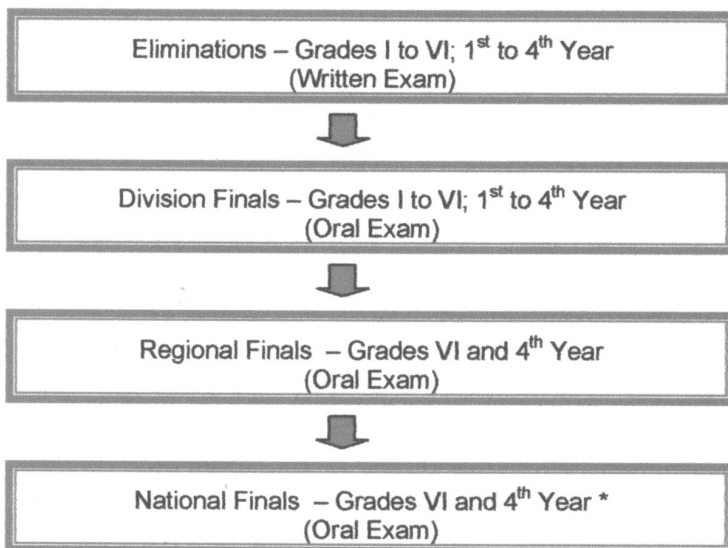 Eliminations – Grades I to VI; 1st to 4th Year
(Written Exam)
Division Finals – Grades I to VI; 1st to 4th Year
(Oral Exam)
Regional Finals – Grades VI and 4th Year
(Oral Exam)
National Finals – Grades VI and 4th Year *
(Oral Exam)